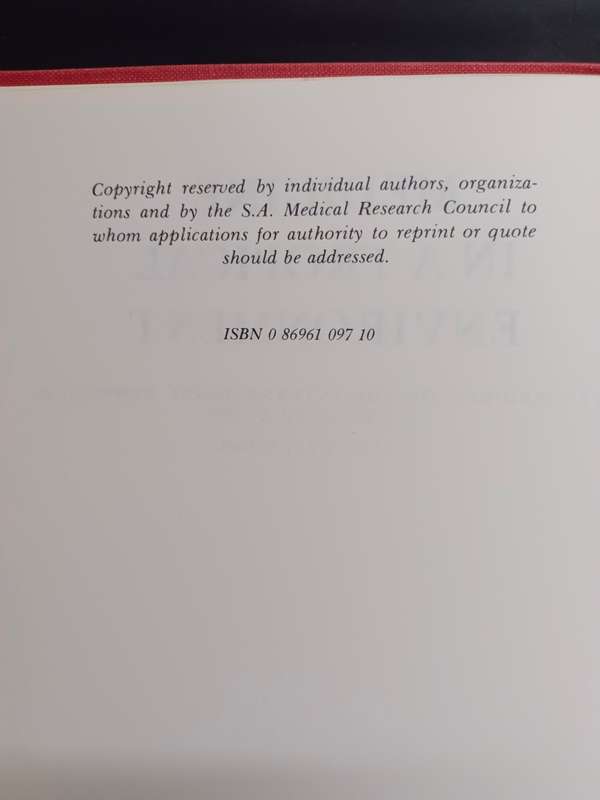 Copyright reserved by individual authors, organiza-
tions and by the S.A. Medical Research Council to
whom applications for authority to reprint or quote
should be addressed.
ISBN 0 86961 097 10